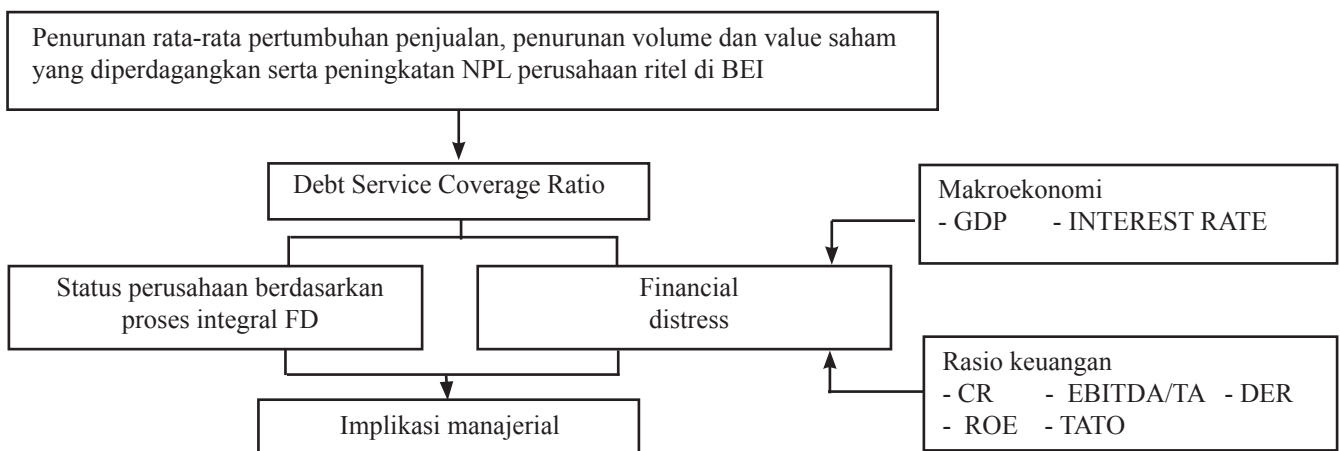 Penurunan rata-rata pertumbuhan penjualan, penurunan volume dan value saham
yang diperdagangkan serta peningkatan NPL perusahaan ritel di BEI
Debt Service Coverage Ratio
Makroekonomi
- GDP - INTEREST RATE
Status perusahaan berdasarkan
proses integral FD
Financial
distress
Rasio keuangan
- CR - EBITDA/TA - DER
- ROE - TATO
Implikasi manajerial